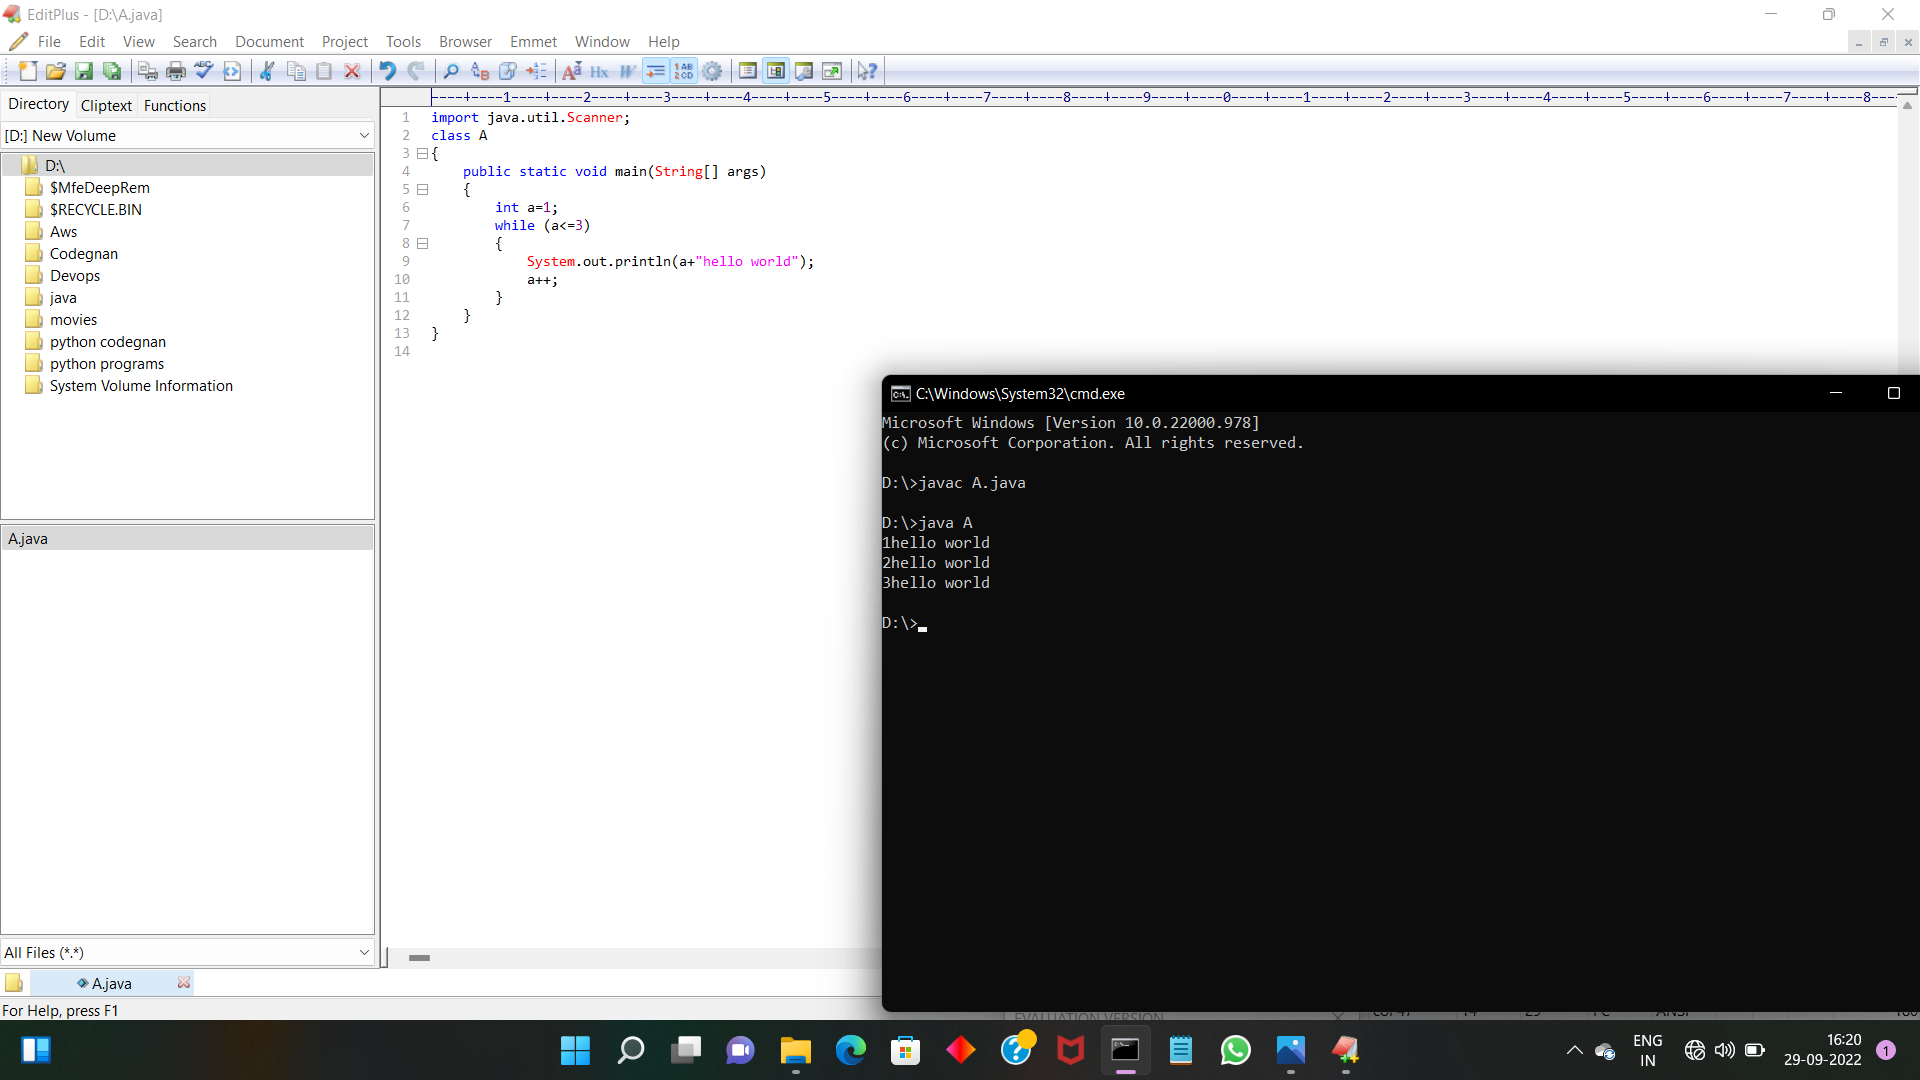 EditPlus - [D:\A.java]
File Edit View Search Document Project Tools Browser Emmet Window Help
Directory Cliptext Functions
[D:] New Volume
D:\
$MfeDeepRem
$RECYCLE.BIN
Aws
Codegnan
Devops
java
movies
python codegnan
python programs
System Volume Information
A.java
All Files (*.*)
A.java
For Help, press F1
----+----1----+----2----+----3----+----4----+----5----+----6----+----7----+----8----+----9----+----0----+----1----+----2----+----3----+----4----+----5----+----6----+----7----+----8---
1 import java.util.Scanner;
2 class A
3 {
4 public static void main(String[] args)
5 {
6 int a=1;
7 while (a<=3)
8 {
9 System.out.println(a+"hello world");
10 a++;
11 }
12 }
13 }
14
C:\Windows\System32\cmd.exe
Microsoft Windows [Version 10.0.22000.978]
(c) Microsoft Corporation. All rights reserved.
D:\>javac A.java
D:\>java A
1hello world
2hello world
3hello world
D:\>
EVALUATION VERSION
ENG
IN
16:20
29-09-2022
1